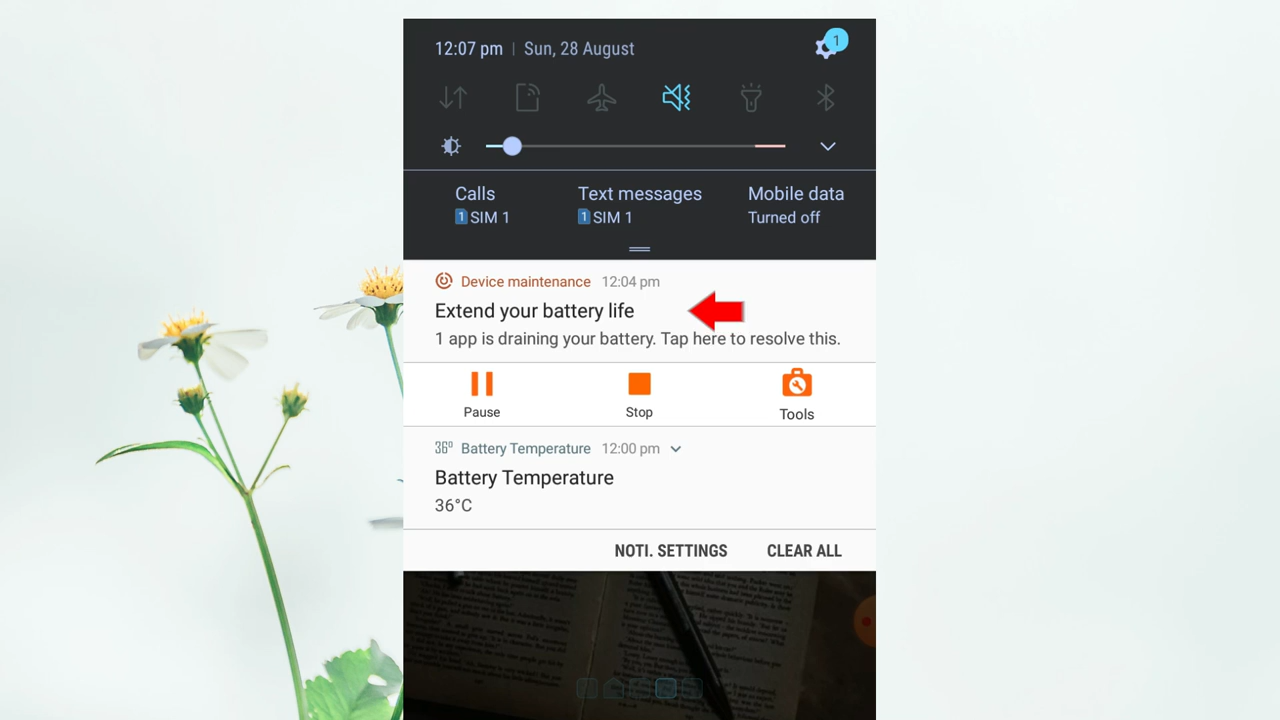 12:07 pm | Sun, 28 August
1
Calls Text messages Mobile data
1 SIM 1 1 SIM 1 Turned off
Device maintenance 12:04 pm
Extend your battery life
1 app is draining your battery. Tap here to resolve this.
Pause Stop Tools
36° Battery Temperature 12:00 pm
Battery Temperature
36°C
NOTI. SETTINGS CLEAR ALL